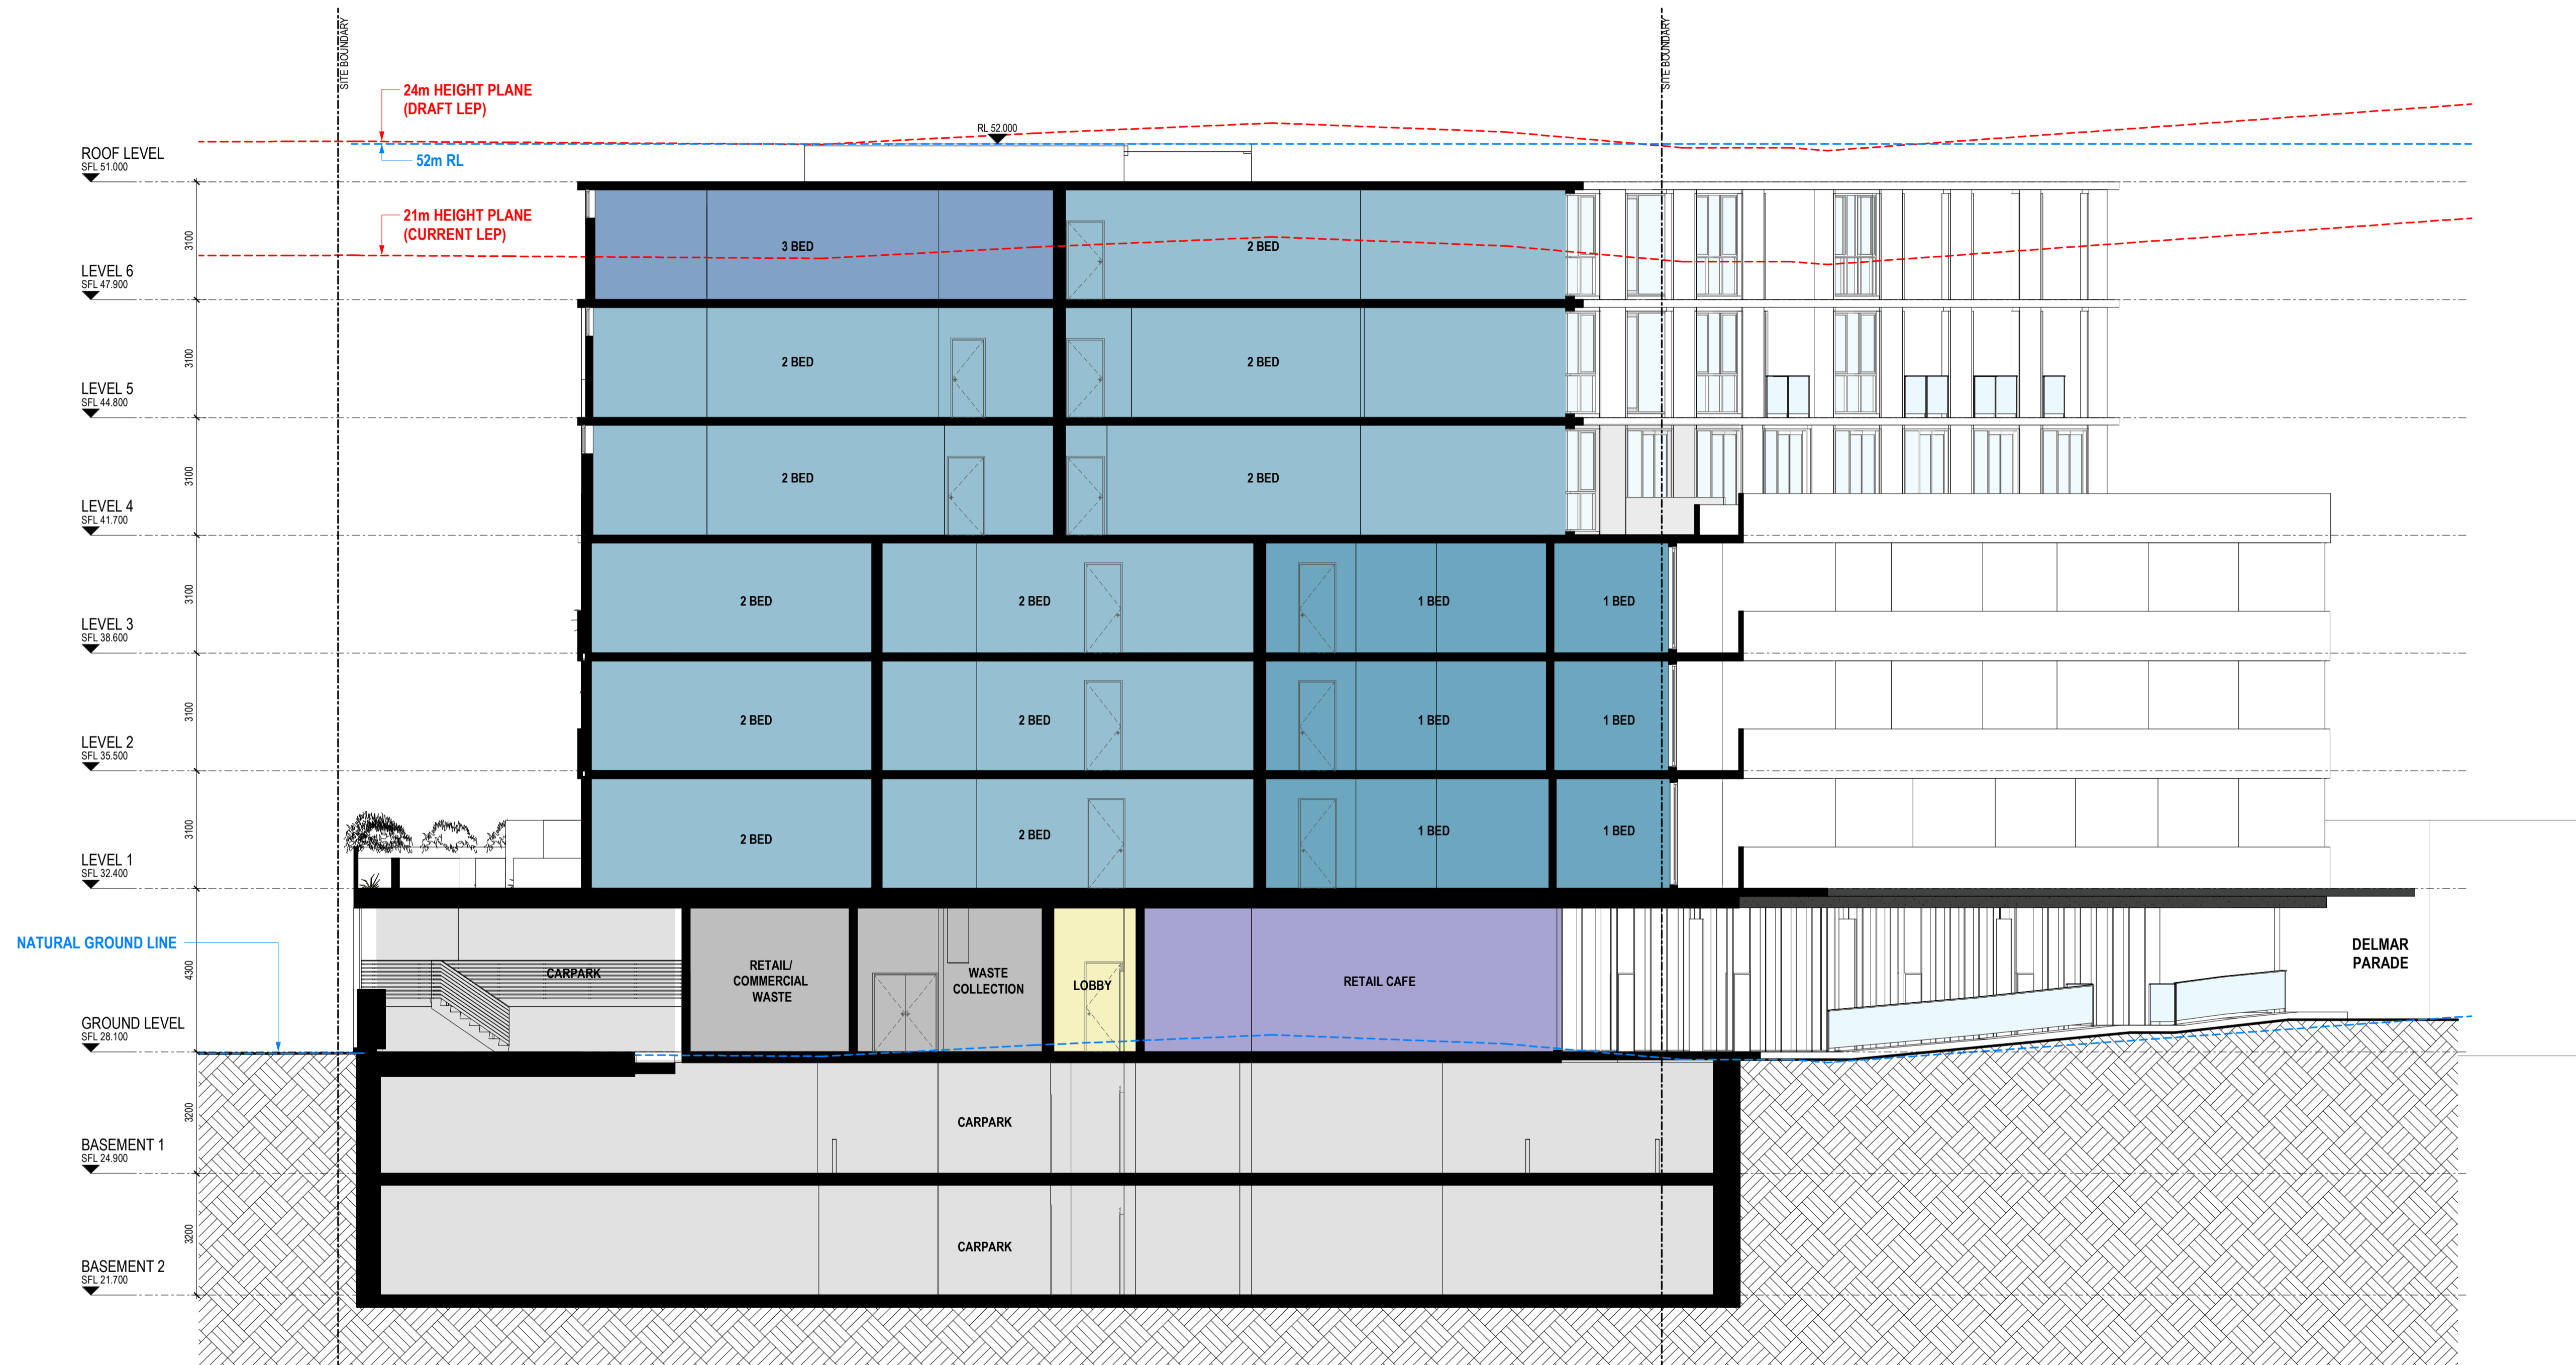 SITE BOUNDARY
SITE BOUNDARY
24m HEIGHT PLANE
(DRAFT LEP)
RL 52.000
52m RL
ROOF LEVEL
SFL 51.000
21m HEIGHT PLANE
(CURRENT LEP)
3100
3 BED
2 BED
LEVEL 6
SFL 47.900
3100
2 BED
2 BED
LEVEL 5
SFL 44.800
3100
2 BED
2 BED
LEVEL 4
SFL 41.700
3100
2 BED
2 BED
1 BED
1 BED
LEVEL 3
SFL 38.600
3100
2 BED
2 BED
1 BED
1 BED
LEVEL 2
SFL 35.500
3100
2 BED
2 BED
1 BED
1 BED
LEVEL 1
SFL 32.400
NATURAL GROUND LINE
4300
CARPARK
RETAIL/
COMMERCIAL
WASTE
WASTE
COLLECTION
LOBBY
RETAIL CAFE
DELMAR
PARADE
GROUND LEVEL
SFL 28.100
3200
CARPARK
BASEMENT 1
SFL 24.900
3200
CARPARK
BASEMENT 2
SFL 21.700